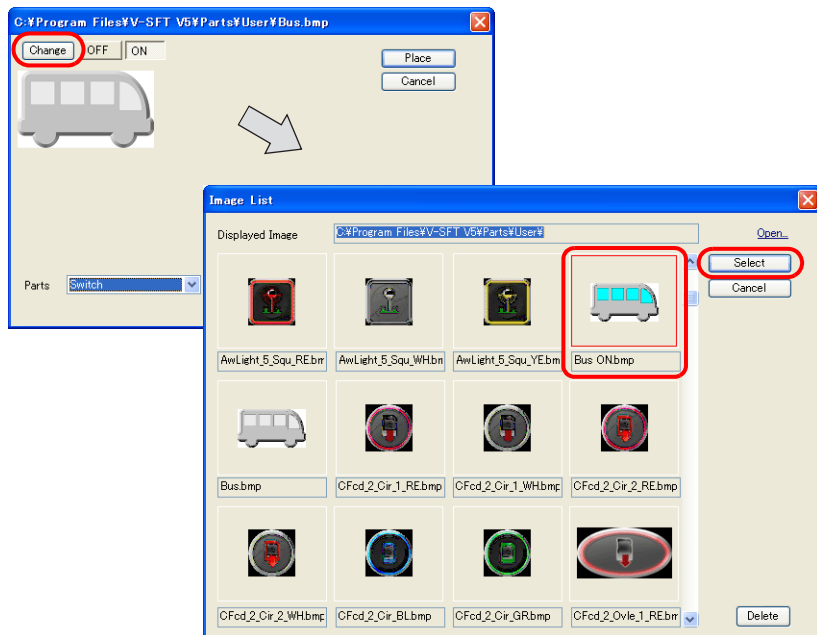 C:¥Program Files¥V-SFT V5¥Parts¥User¥Bus.bmp
Change OFF ON
Place
Cancel
Parts Switch
Image List
Displayed Image C:¥Program Files¥V-SFT V5¥Parts¥User¥ Open...
Select
Cancel
AwLight_5_Squ_RE.bm AwLight_5_Squ_WH.bm AwLight_5_Squ_YE.bm Bus ON.bmp
Bus.bmp CFcd_2_Cir_1_RE.bmp CFcd_2_Cir_1_WH.bmp CFcd_2_Cir_2_RE.bmp
CFcd_2_Cir_2_WH.bmp CFcd_2_Cir_BL.bmp CFcd_2_Cir_GR.bmp CFcd_2_Ovle_1_RE.bm
Delete